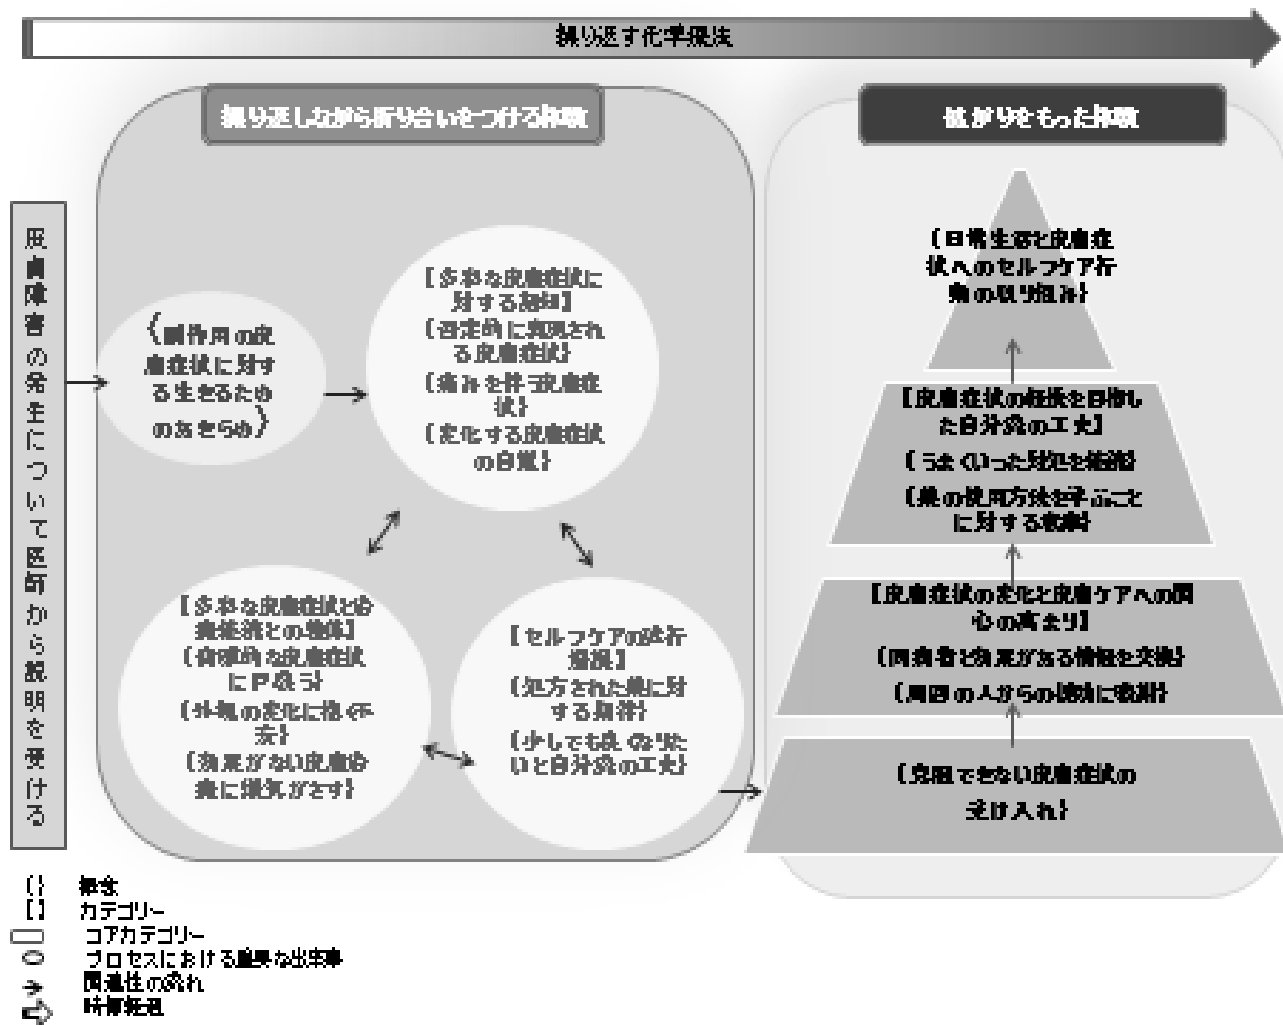 繰り返す化学療法
繰り返しながら折り合いをつける体験
広がりをもった体験
皮膚障害の発生について医師から説明を受ける
{副作用の皮
膚症状に対す
る生きるため
のあきらめ}
【多彩な皮膚症状に
対する認知】
{否定的に表現され
る皮膚症状}
{痛みを伴う皮膚症
状}
{変化する皮膚症状
の自覚}
【多彩な皮膚症状と治
療継続との
{複雑な皮膚症状
に戸惑う}
{外観の変化に抱く不
安}
{効果がない皮膚治
療に嫌気がさす}
【セルフケアの試行
錯誤】
{処方された薬に対
する期待}
{少しでも良くなりた
いと自分流の工夫}
{日常生活と皮膚症
状へのセルフケア行
動の取り組み}
【皮膚症状の軽快を目指し
た自分流の工夫】
{うまくいった対処を継続}
{薬の使用方法を学ぶこと
に対する
【皮膚症状の変化と皮膚ケアへの関
心の高まり】
{同病者と効果がある情報を交換}
{周囲の人からの援助に感謝}
{克服できない皮膚症状の
受け入れ}
{} 概念
【】 カテゴリー
コアカテゴリー
プロセスにおける重要な出来事
関連性の流れ
時間経過